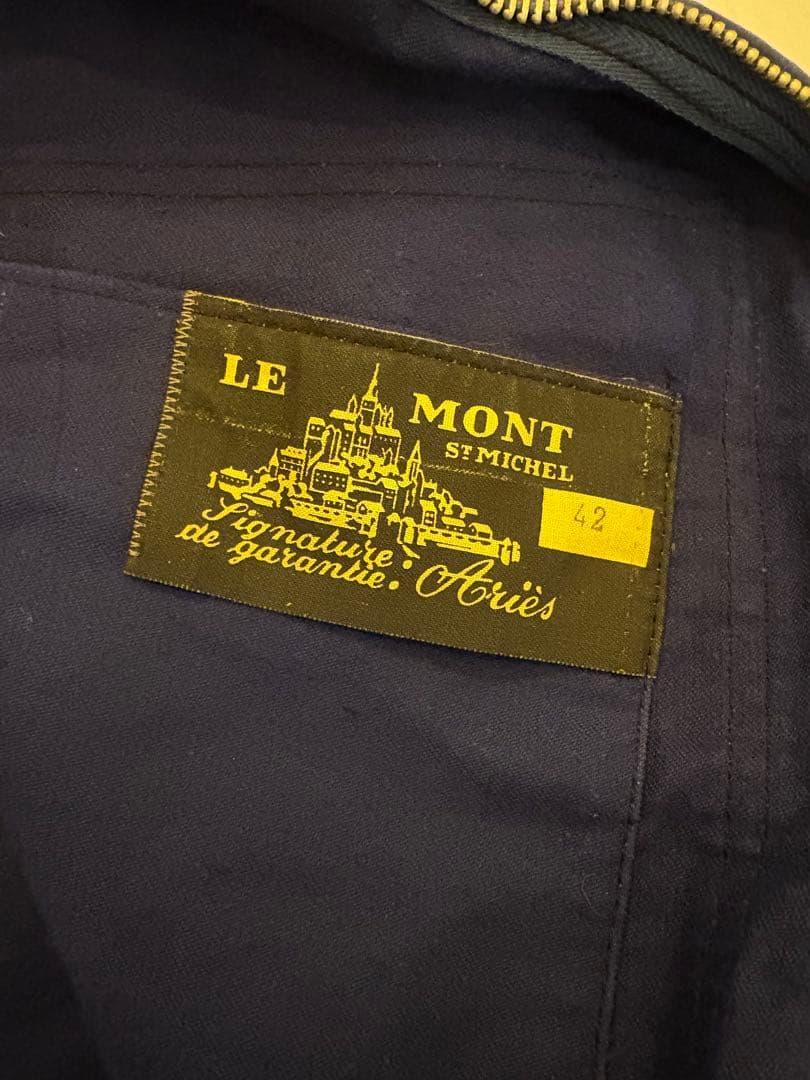 LE MONT
ST MICHEL
42
Signature:
de garantie: Ariès